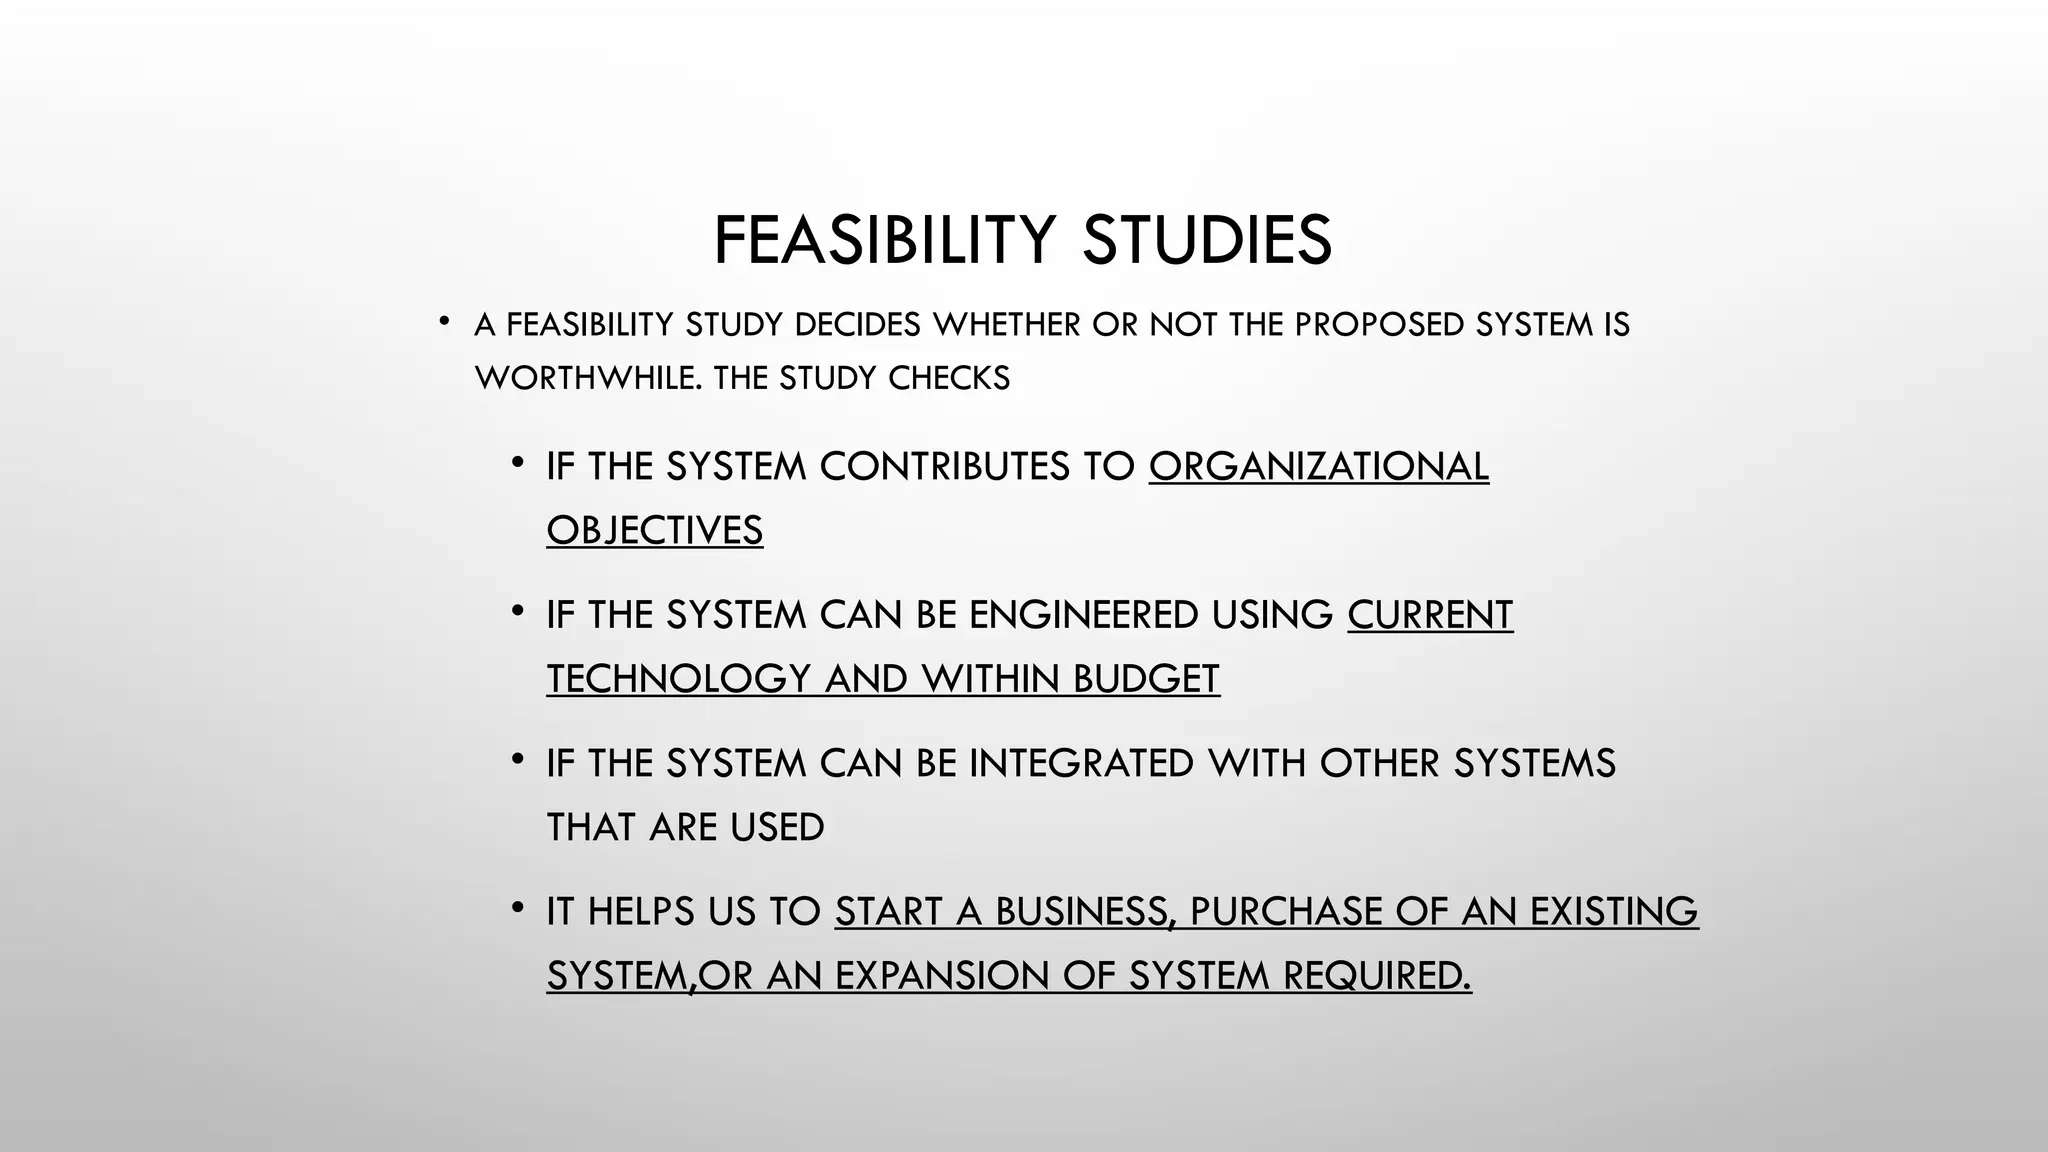 FEASIBILITY STUDIES
• A FEASIBILITY STUDY DECIDES WHETHER OR NOT THE PROPOSED SYSTEM IS
WORTHWHILE. THE STUDY CHECKS
• IF THE SYSTEM CONTRIBUTES TO ORGANIZATIONAL
OBJECTIVES
• IF THE SYSTEM CAN BE ENGINEERED USING CURRENT
TECHNOLOGY AND WITHIN BUDGET
• IF THE SYSTEM CAN BE INTEGRATED WITH OTHER SYSTEMS
THAT ARE USED
• IT HELPS US TO START A BUSINESS, PURCHASE OF AN EXISTING
SYSTEM,OR AN EXPANSION OF SYSTEM REQUIRED.